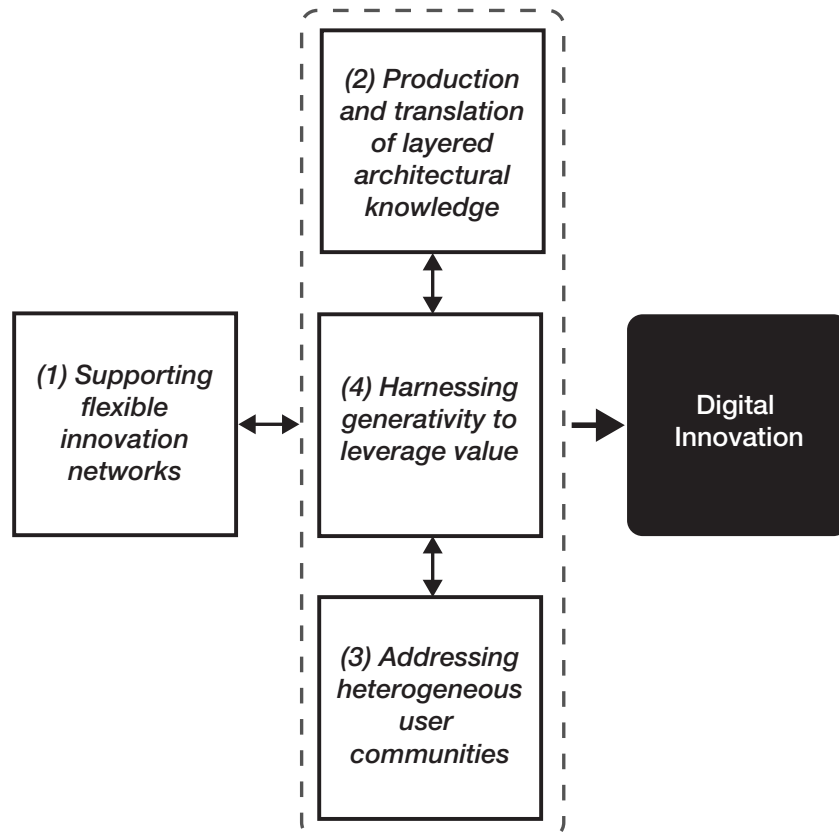 (2) Production
and translation
of layered
architectural
knowledge
(1) Supporting
flexible
innovation
networks
(4) Harnessing
generativity to
leverage value
Digital
Innovation
(3) Addressing
heterogeneous
user
communities